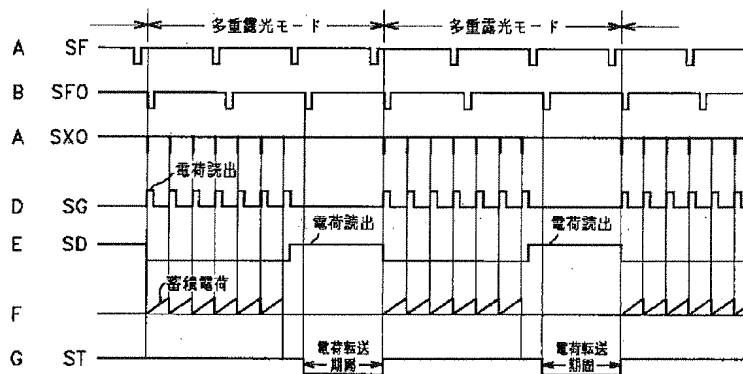 多重露光モード 多重露光モード
A SF
B SFO
A SXO
電荷読出
D SG
電荷読出 電荷読出
E SD
蓄積電荷
F
電荷転送 電荷転送
G ST 期間 期間